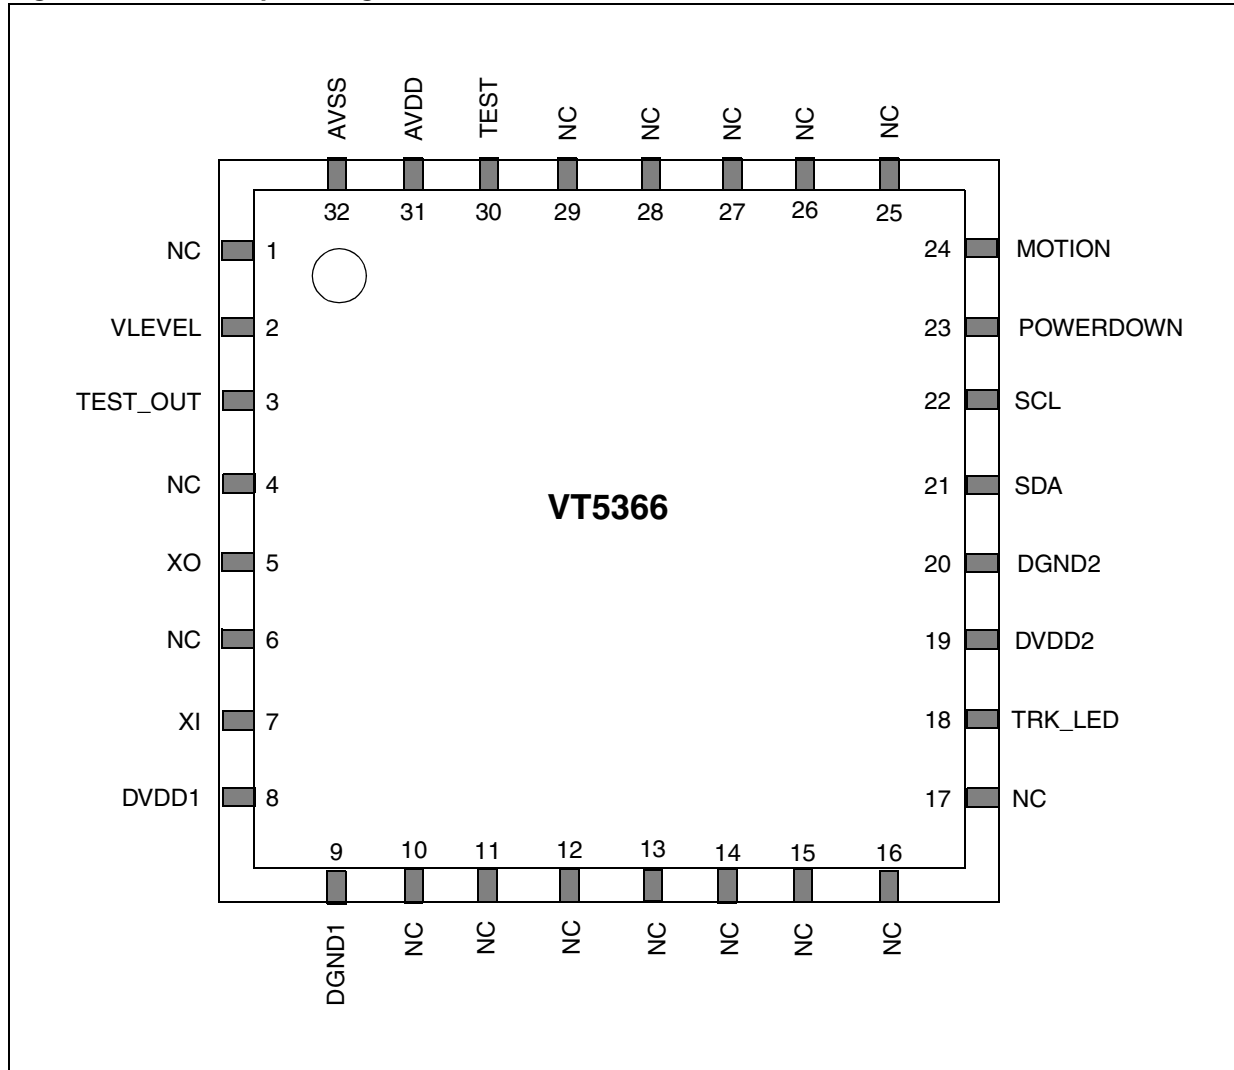 AVSS AVDD TEST NC NC NC NC NC
32 31 30 29 28 27 26 25
NC 1 24 MOTION
VLEVEL 2 23 POWERDOWN
TEST_OUT 3 22 SCL
NC 4 21 SDA
VT5366
XO 5 20 DGND2
NC 6 19 DVDD2
XI 7 18 TRK_LED
DVDD1 8 17 NC
9 10 11 12 13 14 15 16
DGND1 NC NC NC NC NC NC NC